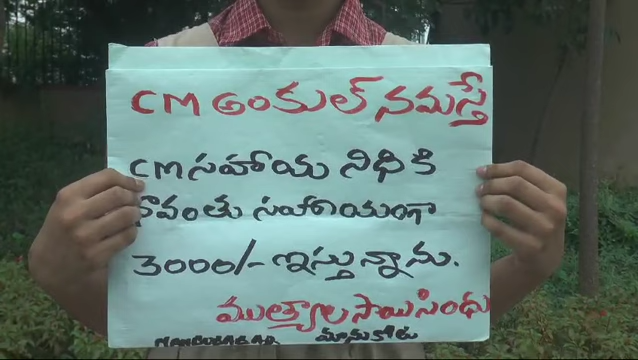 CM అంకుల్ నమస్తే
CM సహాయ నిధి కి
నావంతు సహాయంగా
3000/- ఇస్తున్నాను.
ముత్యాల సాయిసింధు
మానుకోట